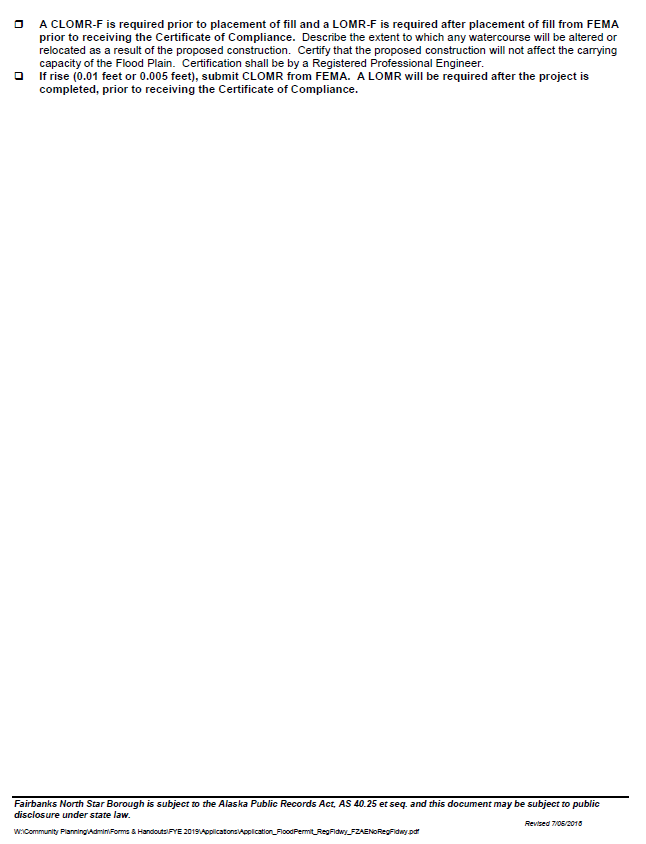 ❒ A CLOMR-F is required prior to placement of fill and a LOMR-F is required after placement of fill from FEMA
prior to receiving the Certificate of Compliance. Describe the extent to which any watercourse will be altered or
relocated as a result of the proposed construction. Certify that the proposed construction will not affect the carrying
capacity of the Flood Plain. Certification shall be by a Registered Professional Engineer.
❑ If rise (0.01 feet or 0.005 feet), submit CLOMR from FEMA. A LOMR will be required after the project is
completed, prior to receiving the Certificate of Compliance.
Fairbanks North Star Borough is subject to the Alaska Public Records Act, AS 40.25 et seq. and this document may be subject to public
disclosure under state law.
Revised 7/05/2018
W:\Community Planning\Admin\Forms & Handouts\FYE 2019\Applications\Application_FloodPermit_RegFldwy_FZAENoRegFldwy.pdf